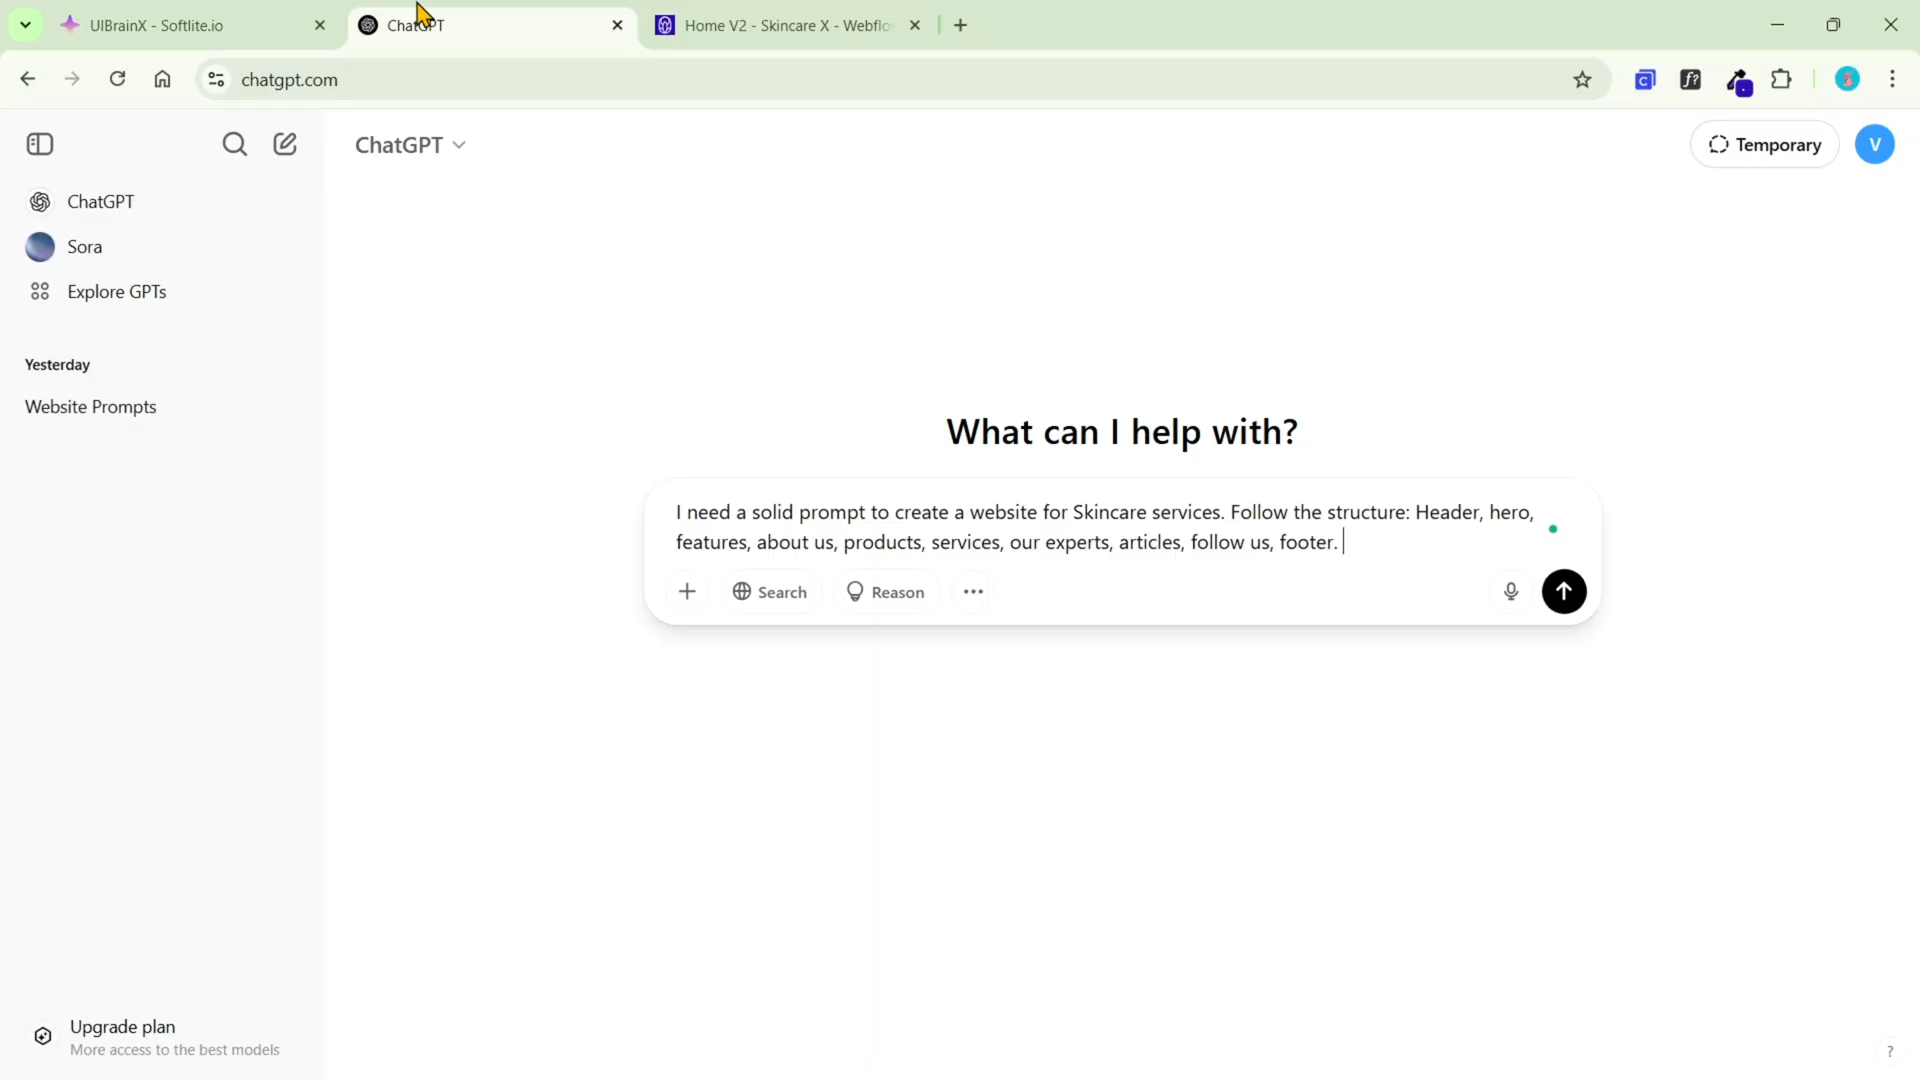 UIBrainX - Softlite.io
ChatGPT
Home V2 - Skincare X - Webflo
chatgpt.com
ChatGPT
Temporary
V
ChatGPT
Sora
Explore GPTs
Yesterday
Website Prompts
What can I help with?
I need a solid prompt to create a website for Skincare services. Follow the structure: Header, hero,
features, about us, products, services, our experts, articles, follow us, footer.
Search
Reason
Upgrade plan
More access to the best models
?